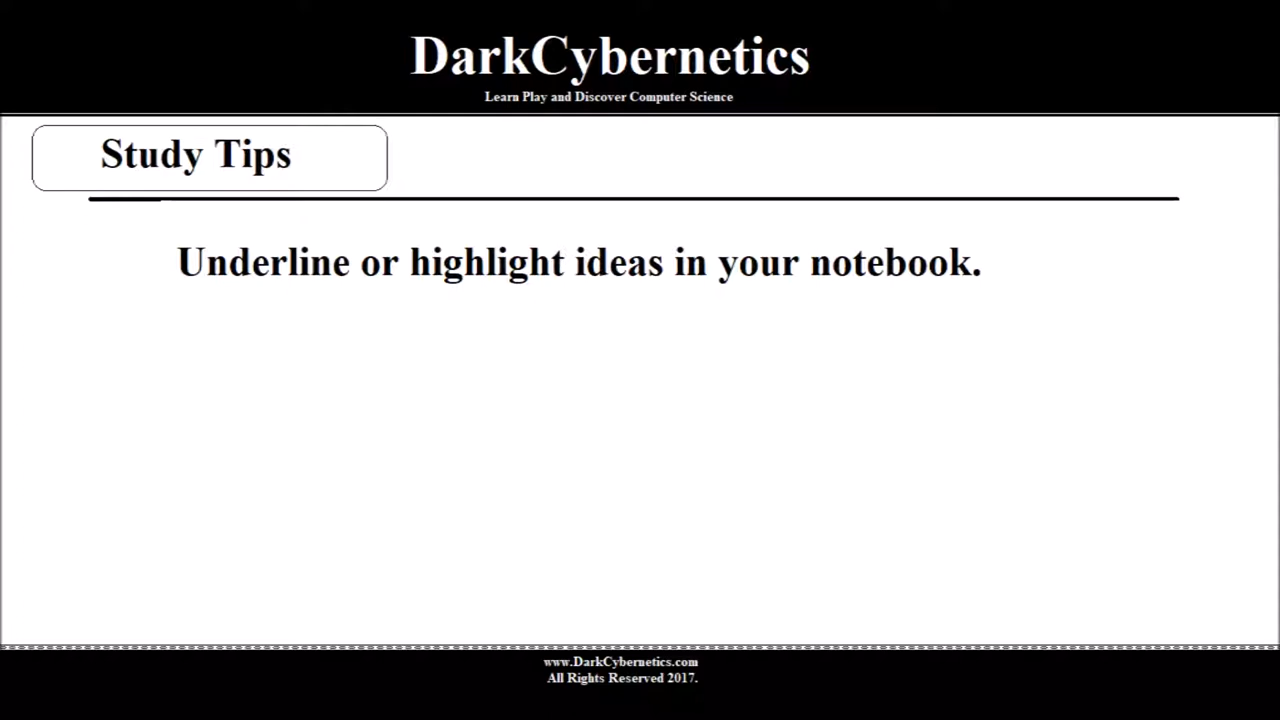 DarkCybernetics
Learn Play and Discover Computer Science
Study Tips
Underline or highlight ideas in your notebook.
www.DarkCybernetics.com
All Rights Reserved 2017.